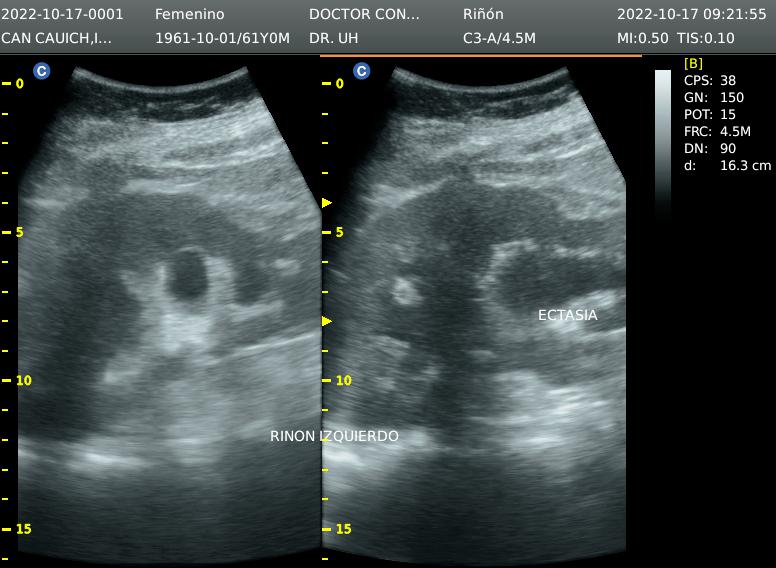 2022-10-17-0001 Femenino DOCTOR CON... Riñón 2022-10-17 09:21:55
CAN CAUICH,I... 1961-10-01/61Y0M DR. UH C3-A/4.5M MI:0.50 TIS:0.10
C C
[B]
CPS: 38
GN: 150
POT: 15
FRC: 4.5M
DN: 90
d: 16.3 cm
0 0
5 5
ECTASIA
10 10
RINON IZQUIERDO
15 15